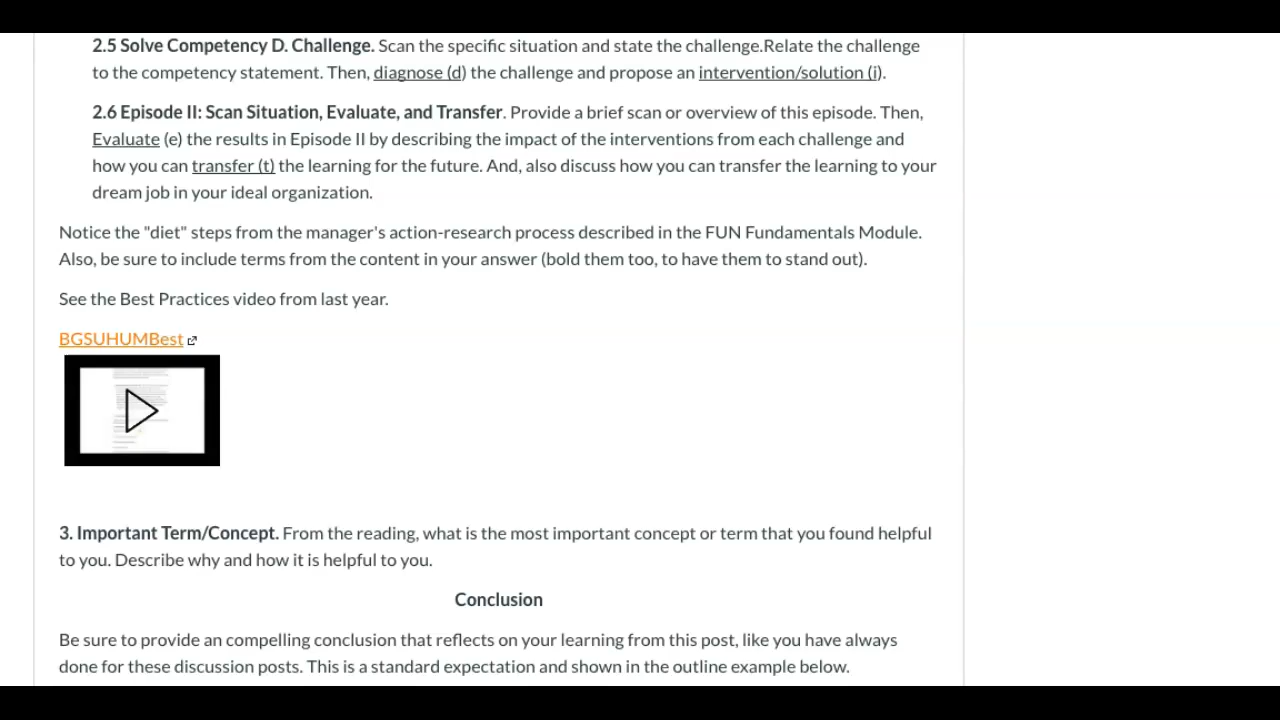 2.5 Solve Competency D. Challenge. Scan the specific situation and state the challenge.Relate the challenge
to the competency statement. Then, diagnose (d) the challenge and propose an intervention/solution (i).
2.6 Episode II: Scan Situation, Evaluate, and Transfer. Provide a brief scan or overview of this episode. Then,
Evaluate (e) the results in Episode II by describing the impact of the interventions from each challenge and
how you can transfer (t) the learning for the future. And, also discuss how you can transfer the learning to your
dream job in your ideal organization.
Notice the "diet" steps from the manager's action-research process described in the FUN Fundamentals Module.
Also, be sure to include terms from the content in your answer (bold them too, to have them to stand out).
See the Best Practices video from last year.
BGSUHUMBest
3. Important Term/Concept. From the reading, what is the most important concept or term that you found helpful
to you. Describe why and how it is helpful to you.
Conclusion
Be sure to provide an compelling conclusion that reflects on your learning from this post, like you have always
done for these discussion posts. This is a standard expectation and shown in the outline example below.